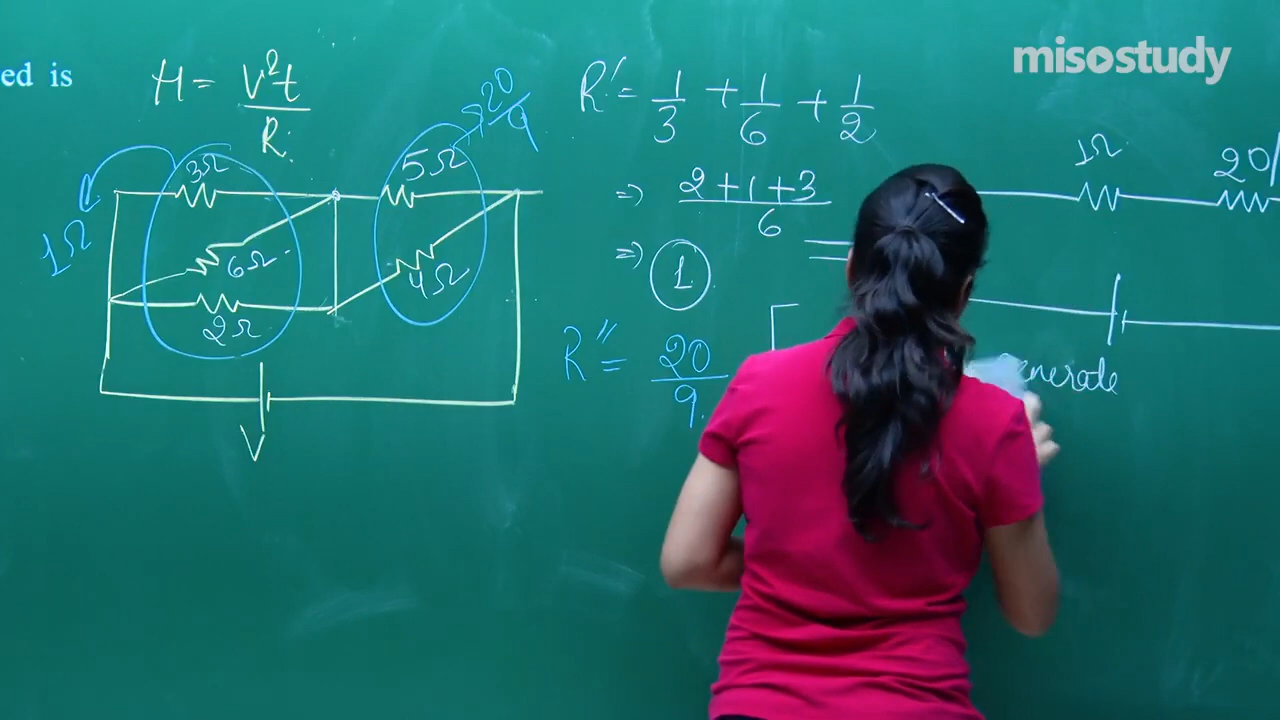 misostudy
ed is
H = V²t / R
3Ω
5Ω
20/9
1Ω
6Ω
4Ω
2Ω
V
R' = 1/3 + 1/6 + 1/2
⇒ 2+1+3 / 6
⇒ 1
R" = 20/9
1Ω
20/
enerate